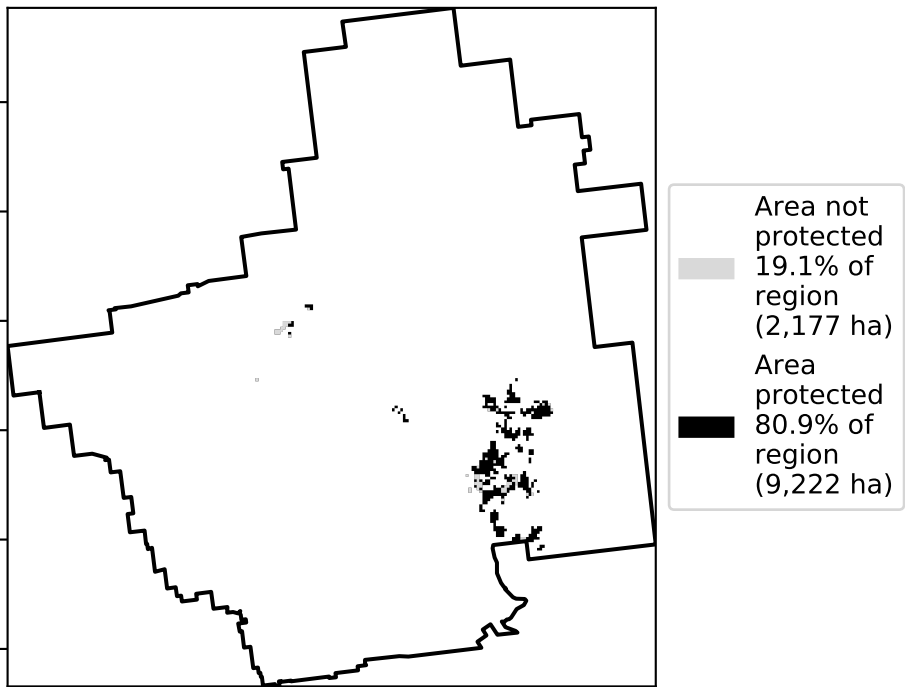 Area not
protected
19.1% of
region
(2,177 ha)
Area
protected
80.9% of
region
(9,222 ha)